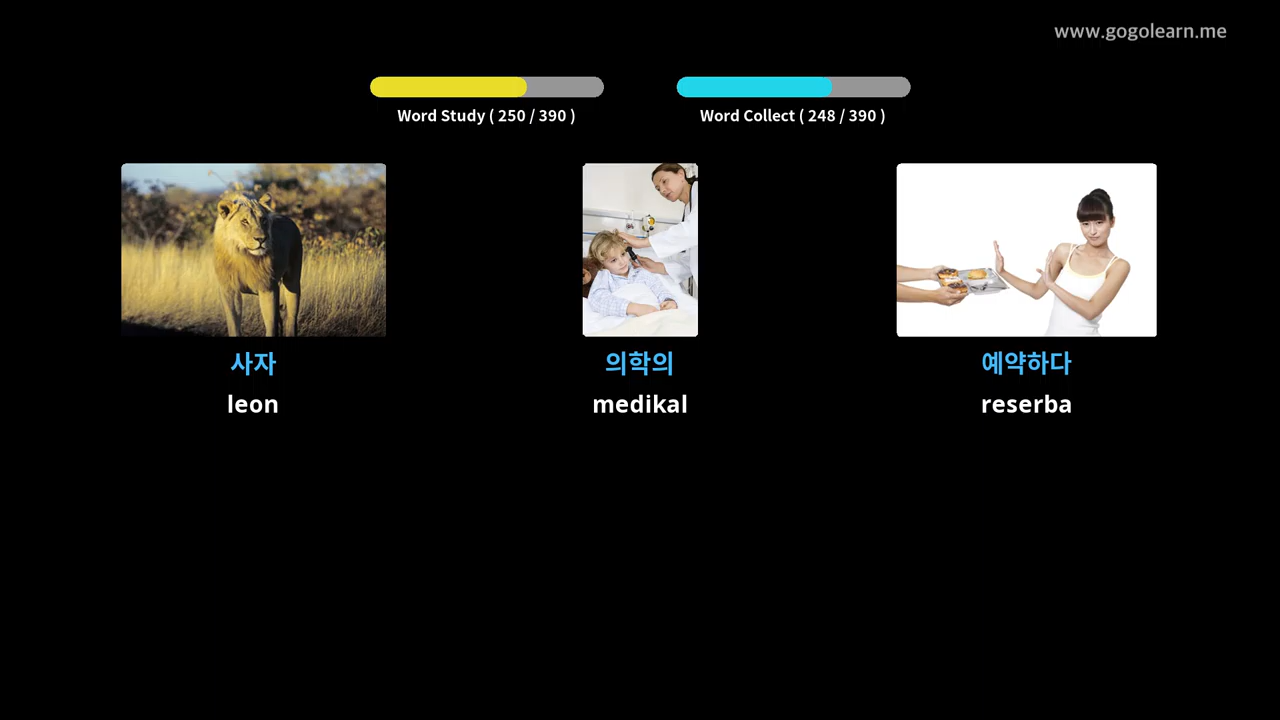 www.gogolearn.me
Word Study ( 250 / 390 )
Word Collect ( 248 / 390 )
사자
의학의
예약하다
leon
medikal
reserba